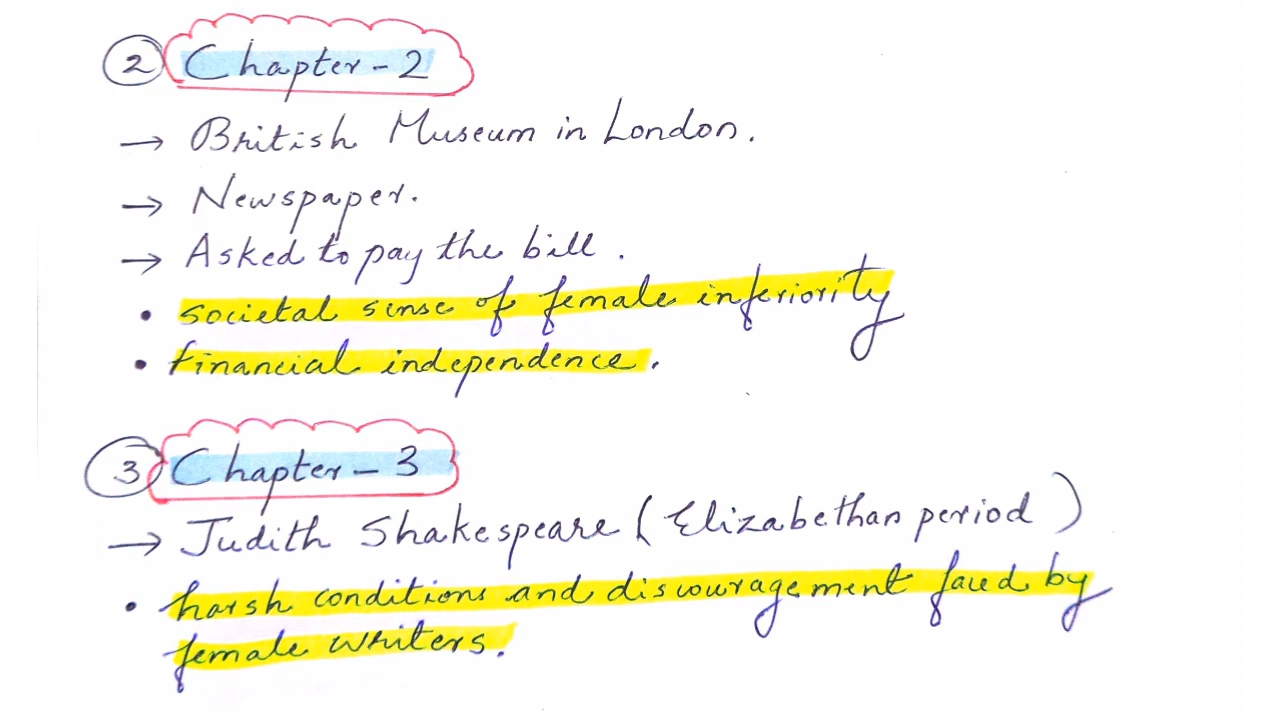 2 Chapter - 2
→ British Museum in London.
→ Newspaper.
→ Asked to pay the bill.
• societal sense of female inferiority
• financial independence.
3 Chapter - 3
→ Judith Shakespeare (Elizabethan period)
• harsh conditions and discouragement faced by
female writers.